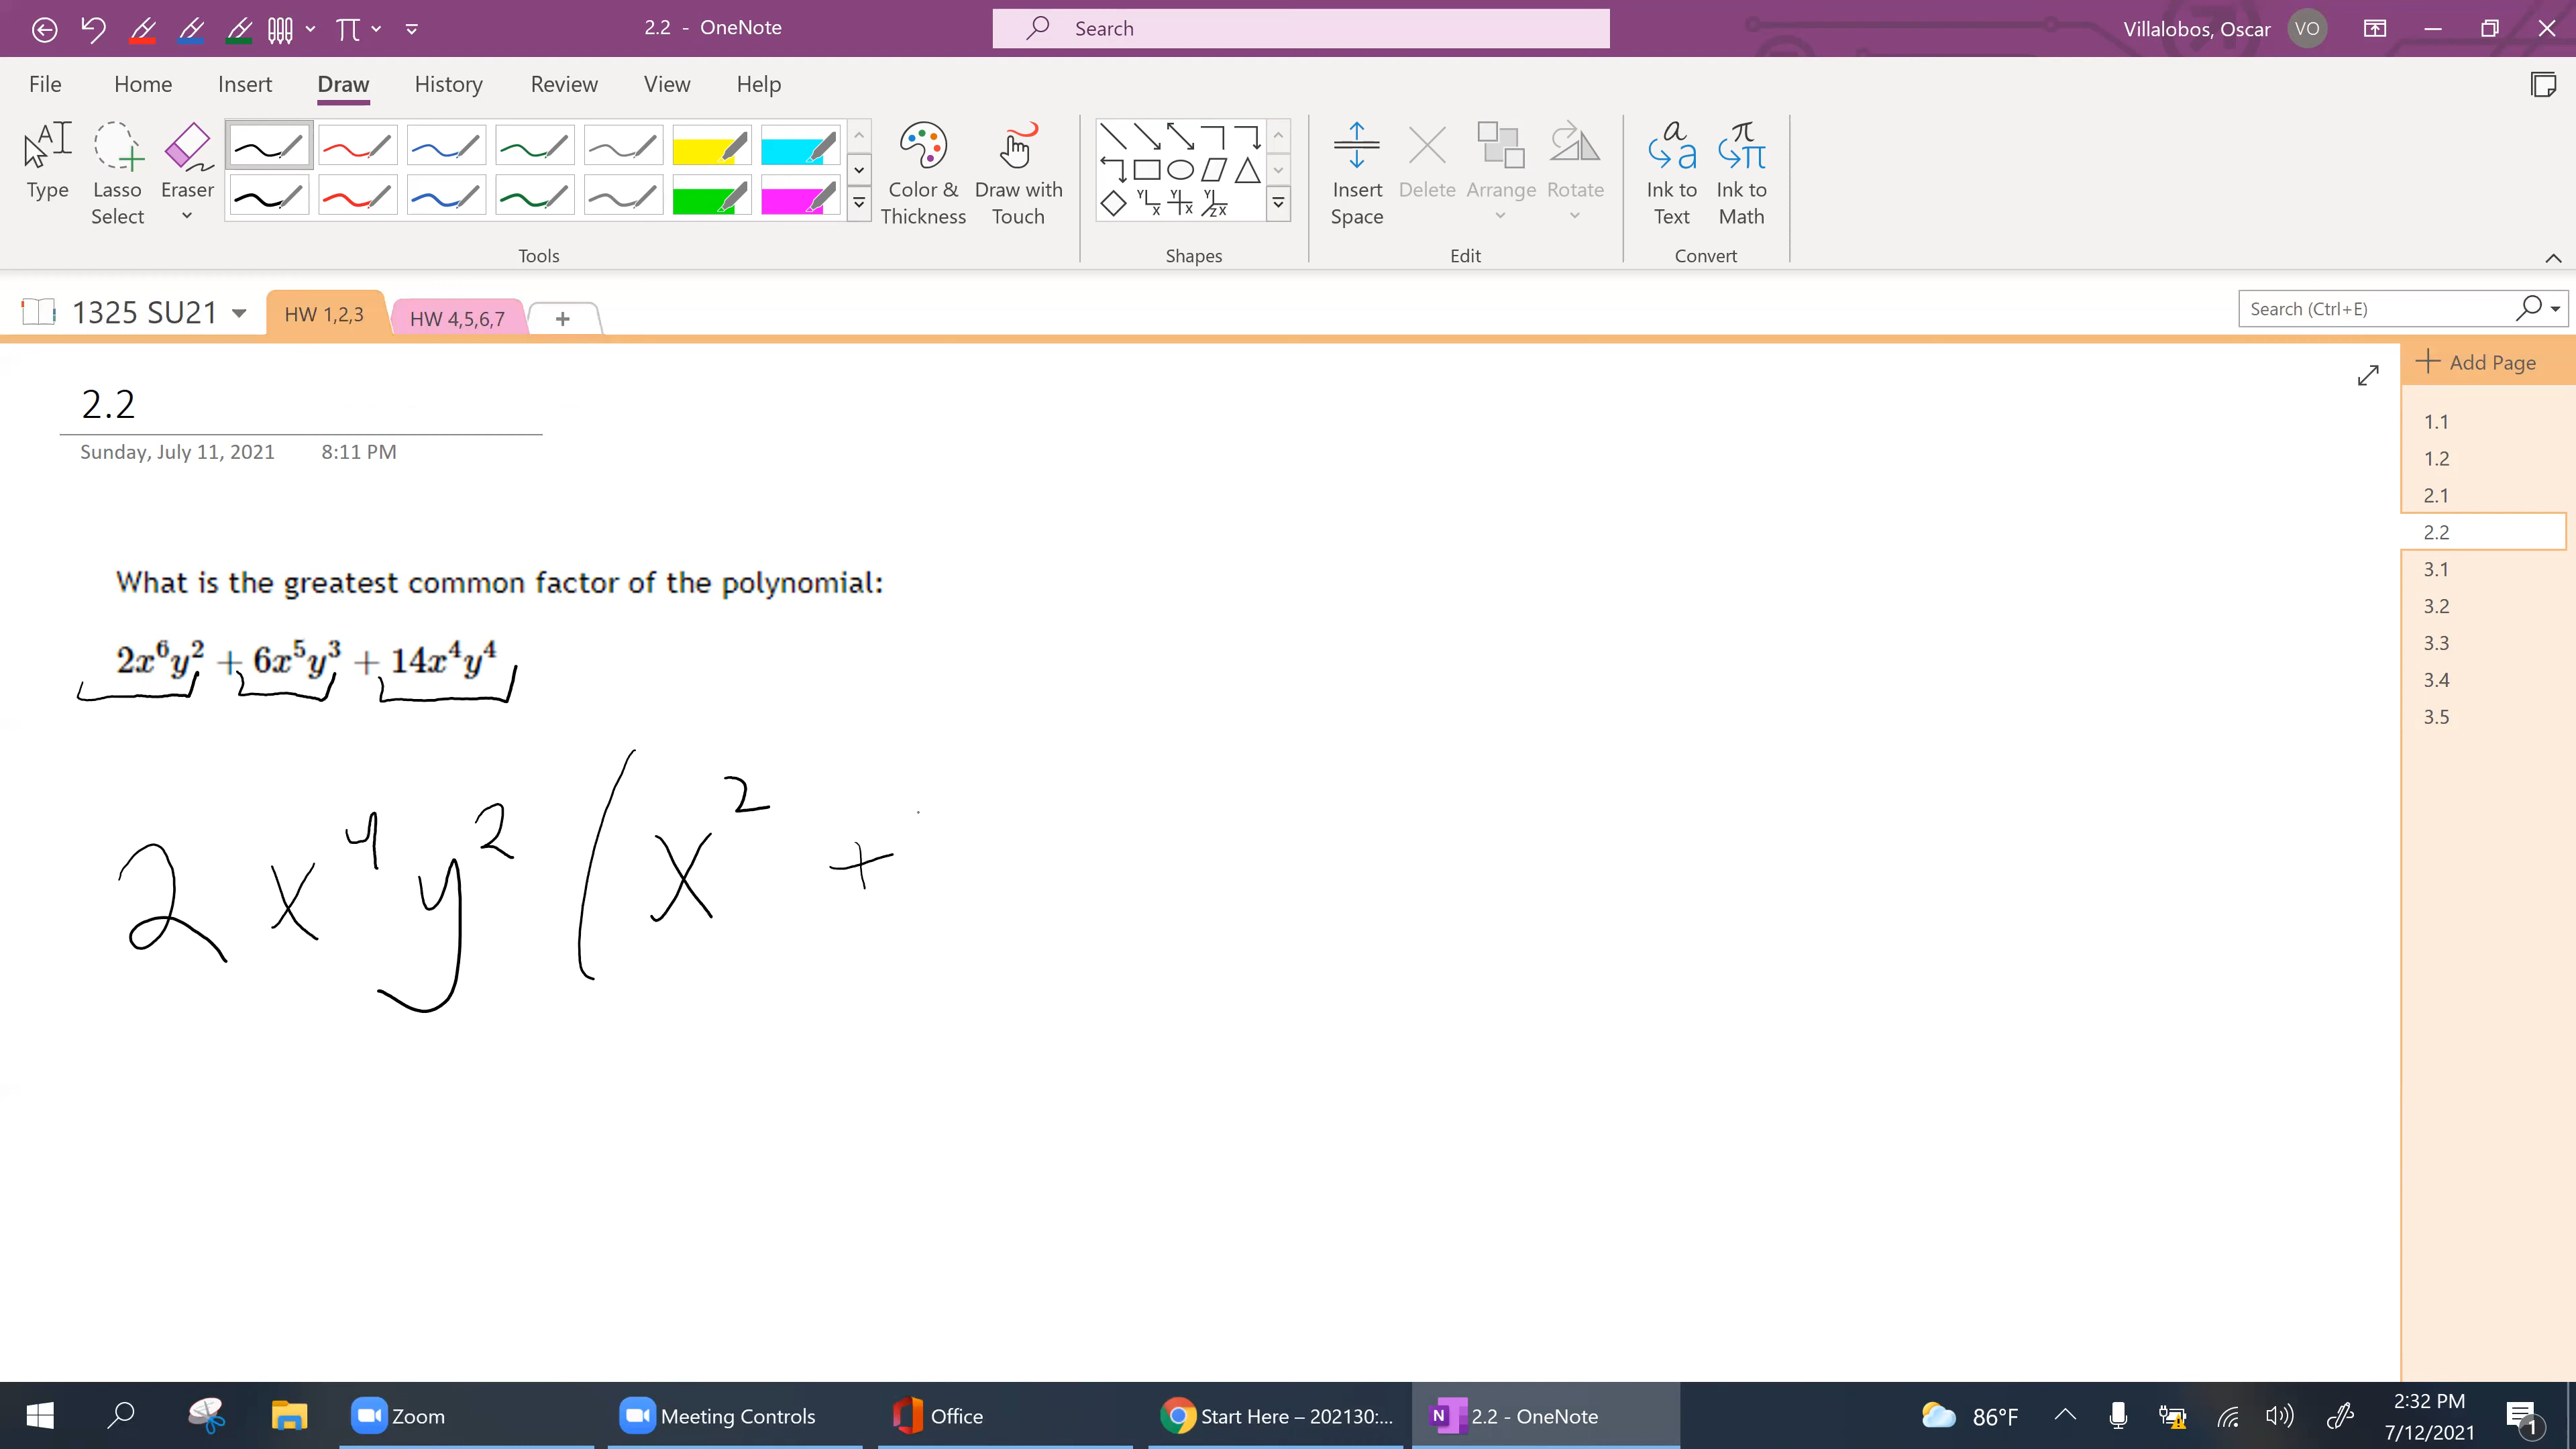 2.2 - OneNote
Search
Villalobos, Oscar VO
File Home Insert Draw History Review View Help
Type
Lasso Select
Eraser
Color & Thickness
Draw with Touch
Insert Space
Delete
Arrange
Rotate
Ink to Text
Ink to Math
Tools Shapes Edit Convert
1325 SU21 HW 1,2,3 HW 4,5,6,7 +
Search (Ctrl+E)
Add Page
1.1
1.2
2.1
2.2
3.1
3.2
3.3
3.4
3.5
2.2
Sunday, July 11, 2021 8:11 PM
What is the greatest common factor of the polynomial:
2x⁶y² + 6x⁵y³ + 14x⁴y⁴
2 x⁴ y² ( x² +
Zoom Meeting Controls Office Start Here – 202130:... 2.2 - OneNote
86°F
2:32 PM
7/12/2021
1